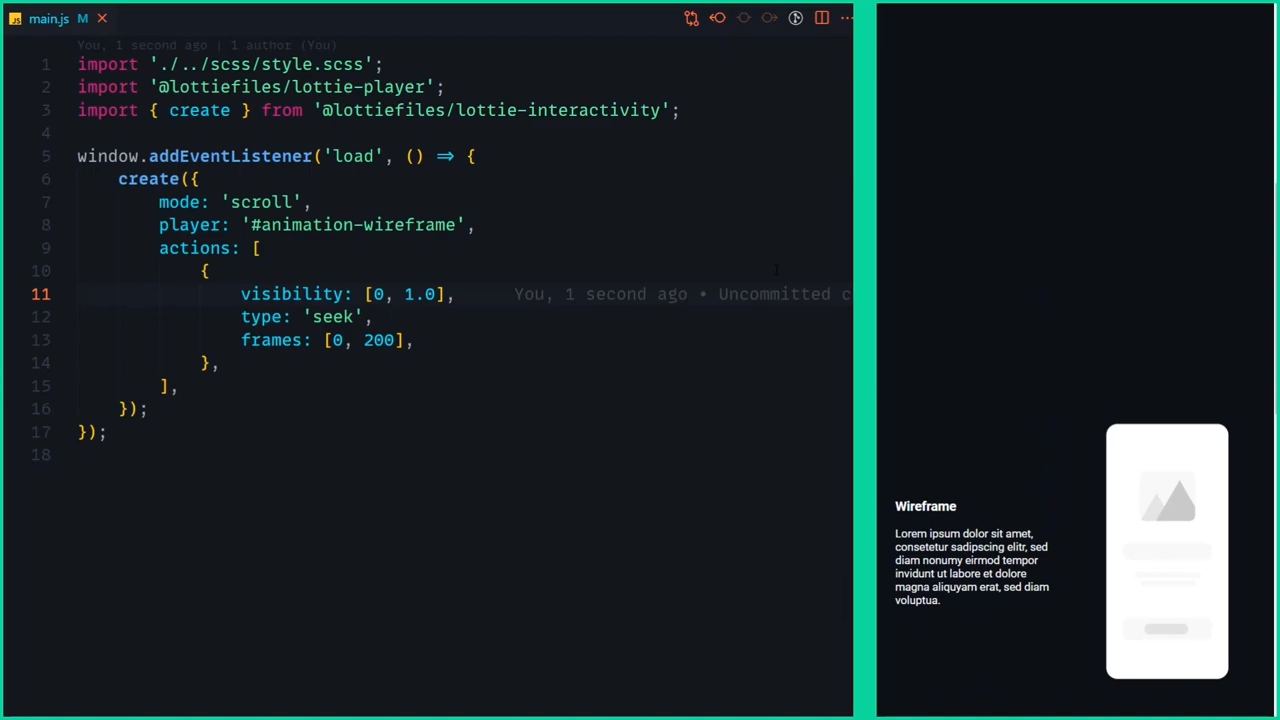 JS main.js M
You, 1 second ago | 1 author (You)
1 import './../scss/style.scss';
2 import '@lottiefiles/lottie-player';
3 import { create } from '@lottiefiles/lottie-interactivity';
4
5 window.addEventListener('load', () => {
6 create({
7 mode: 'scroll',
8 player: '#animation-wireframe',
9 actions: [
10 {
11 visibility: [0, 1.0], You, 1 second ago • Uncommitted c
12 type: 'seek',
13 frames: [0, 200],
14 },
15 ],
16 });
17 });
18
Wireframe
Lorem ipsum dolor sit amet,
consetetur sadipscing elitr, sed
diam nonumy eirmod tempor
invidunt ut labore et dolore
magna aliquyam erat, sed diam
voluptua.